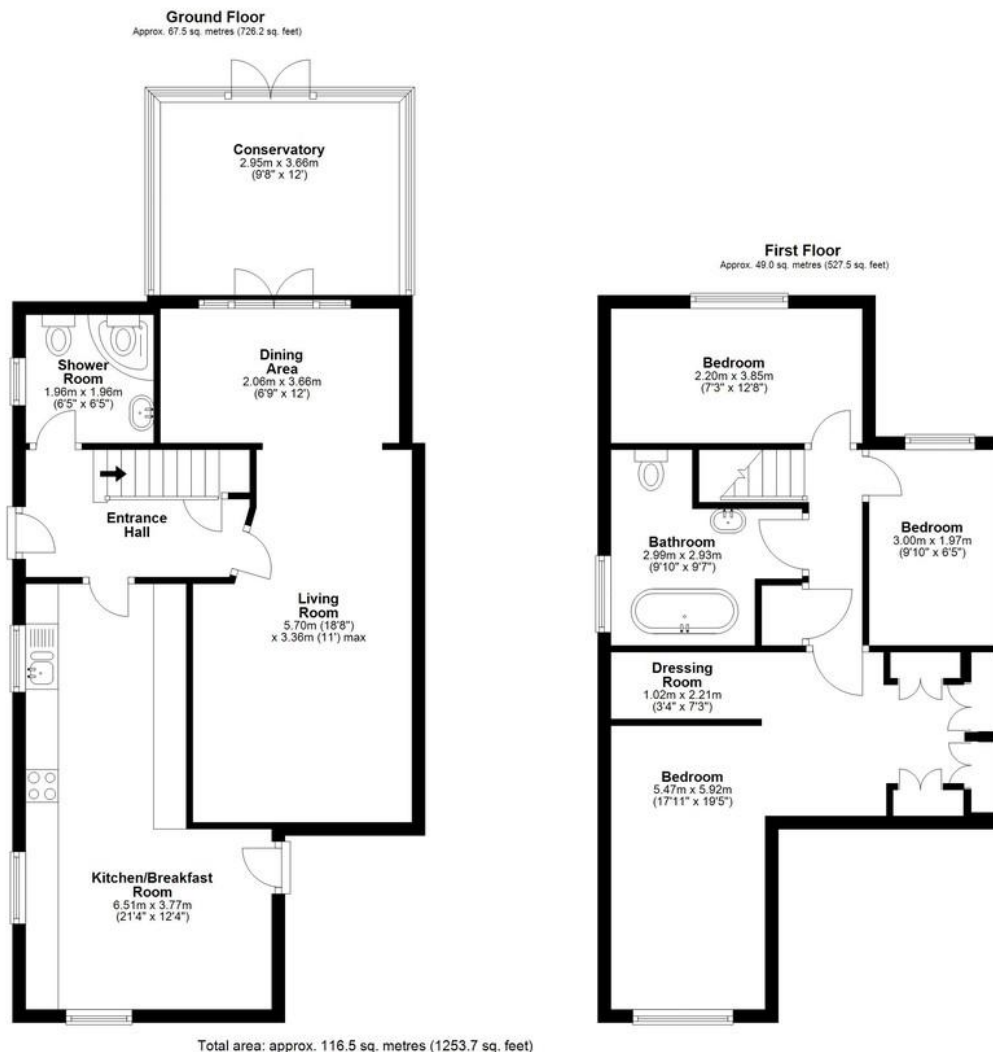 Ground Floor
Approx. 67.5 sq. metres (726.2 sq. feet)
Conservatory
2.95m x 3.66m
(9'8" x 12')
Shower
Room
1.96m x 1.96m
(6'5" x 6'5")
Dining
Area
2.06m x 3.66m
(6'9" x 12')
Entrance
Hall
Living
Room
5.70m (18'8")
x 3.36m (11') max
Kitchen/Breakfast
Room
6.51m x 3.77m
(21'4" x 12'4")
First Floor
Approx. 49.0 sq. metres (527.5 sq. feet)
Bedroom
2.20m x 3.85m
(7'3" x 12'8")
Bathroom
2.99m x 2.93m
(9'10" x 9'7")
Bedroom
3.00m x 1.97m
(9'10" x 6'5")
Dressing
Room
1.02m x 2.21m
(3'4" x 7'3")
Bedroom
5.47m x 5.92m
(17'11" x 19'5")
Total area: approx. 116.5 sq. metres (1253.7 sq. feet)